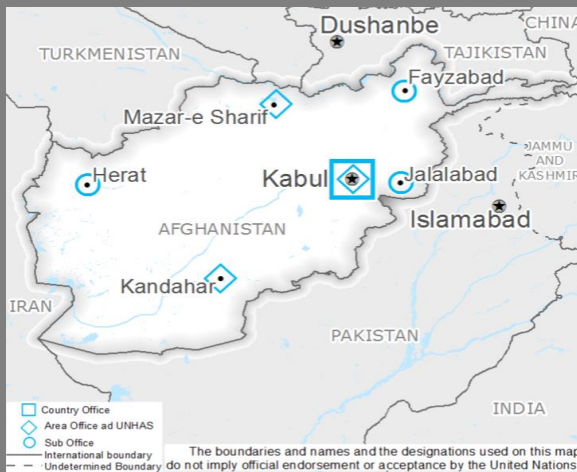 Dushanbe
CHINA
TURKMENISTAN
TAJIKISTAN
Fayzabad
Mazar-e Sharif
JAMMU
AND
KASHMIR
Herat
Kabul
Jalalabad
Islamabad
AFGHANISTAN
Kandahar
IRAN
PAKISTAN
INDIA
Country Office
Area Office ad UNHAS
Sub Office
International boundary
Undetermined Boundary
The boundaries and names and the designations used on this map
do not imply official endorsement or acceptance by the United Nations